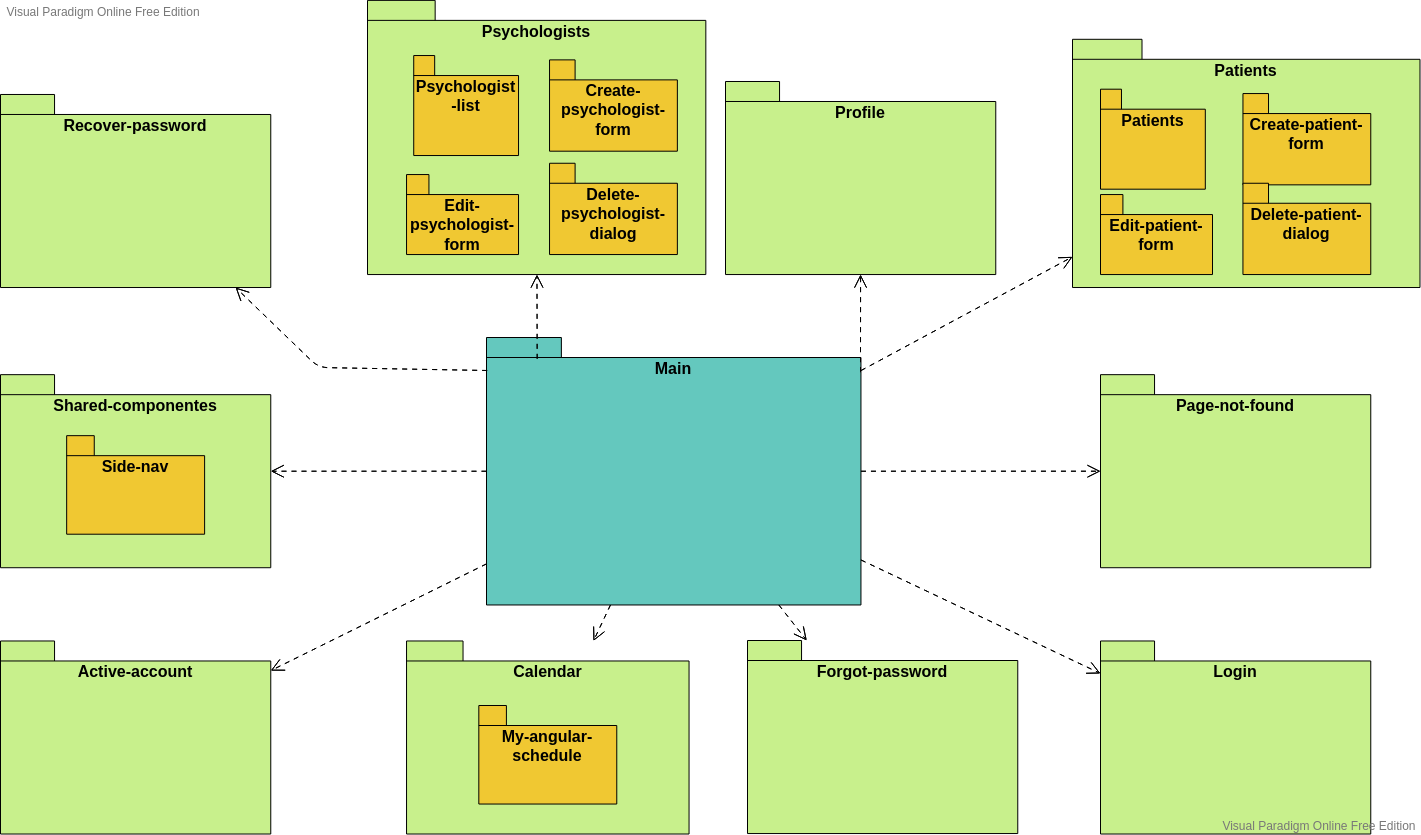 Visual Paradigm Online Free Edition
Psychologists
Psychologist
-list
Create-
psychologist-
form
Edit-
psychologist-
form
Delete-
psychologist-
dialog
Profile
Patients
Patients
Create-patient-
form
Edit-patient-
form
Delete-patient-
dialog
Recover-password
Main
Shared-componentes
Side-nav
Page-not-found
Active-account
Calendar
My-angular-
schedule
Forgot-password
Login
Visual Paradigm Online Free Edition